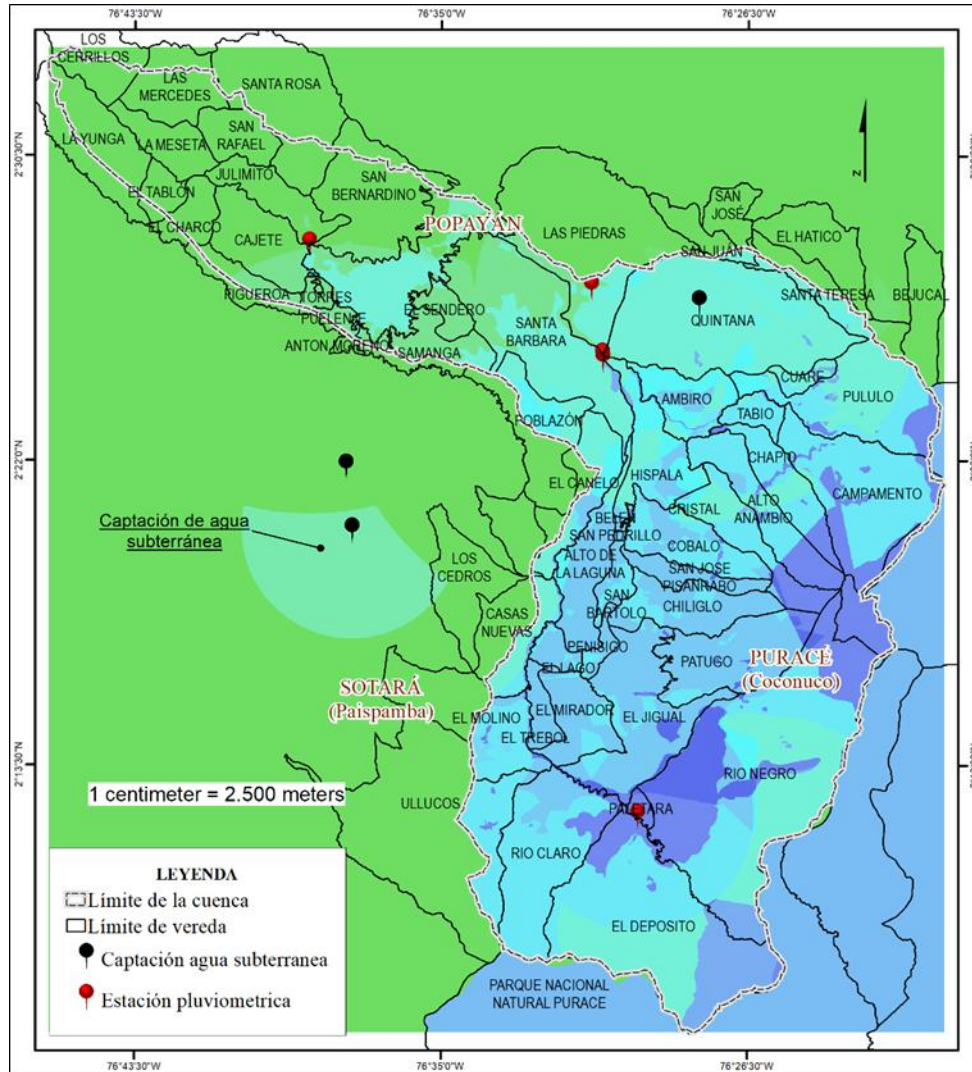 76°43'30"W
76°35'0"W
76°26'30"W
LOS
CERRILLOS
LAS
MERCEDES
SANTA ROSA
2°30'30"N
LA YUNGA
LA MESETA
SAN
RAFAEL
JULIMITO
SAN
BERNARDINO
EL TABLÓN
EL CHARCO
CAJETE
POPAYÁN
LAS PIEDRAS
SAN
JOSÉ
SAN JUÁN
EL HATICO
N
FIGUEROA
TORRES
PUELENJE
EL SENDERO
SANTA
BARBARA
QUINTANA
SANTA TERESA
BEJUCAL
ANTON MORENO
SAMANGA
CUARE
PULULO
AMBIRO
TABIO
POBLAZÓN
2°22'0"N
EL CANELO
HISPALA
CHAPIO
CAMPAMENTO
ALTO
ANAMBIO
CRISTAL
Captación de agua
subterránea
BELEN
SAN PEDRILLO
ALTO DE
LA LAGUNA
COBALO
SAN JOSE
PISANRABO
CHILIGLO
LOS
CEDROS
SAN
BARTOLO
CASAS
NUEVAS
PENISIGO
EL LAGO
PATUGO
PURACÉ
(Coconuco)
SOTARÁ
(Paispamba)
EL MOLINO
EL MIRADOR
EL JIGUAL
EL TREBOL
2°13'30"N
RIO NEGRO
1 centimeter = 2.500 meters
ULLUCOS
PALETARA
RIO CLARO
LEYENDA
Límite de la cuenca
Límite de vereda
Captación agua subterranea
Estación pluviometrica
EL DEPOSITO
PARQUE NACIONAL
NATURAL PURACE
76°43'30"W
76°35'0"W
76°26'30"W